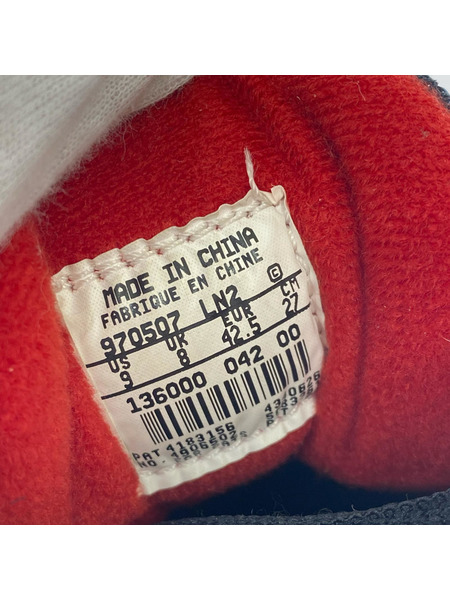 MADE IN CHINA
FABRIQUE EN CHINE
970507 LN2 C
US UK EUR CM
9 8 42.5 27
136000 042 00
PAT 4183156
NO.